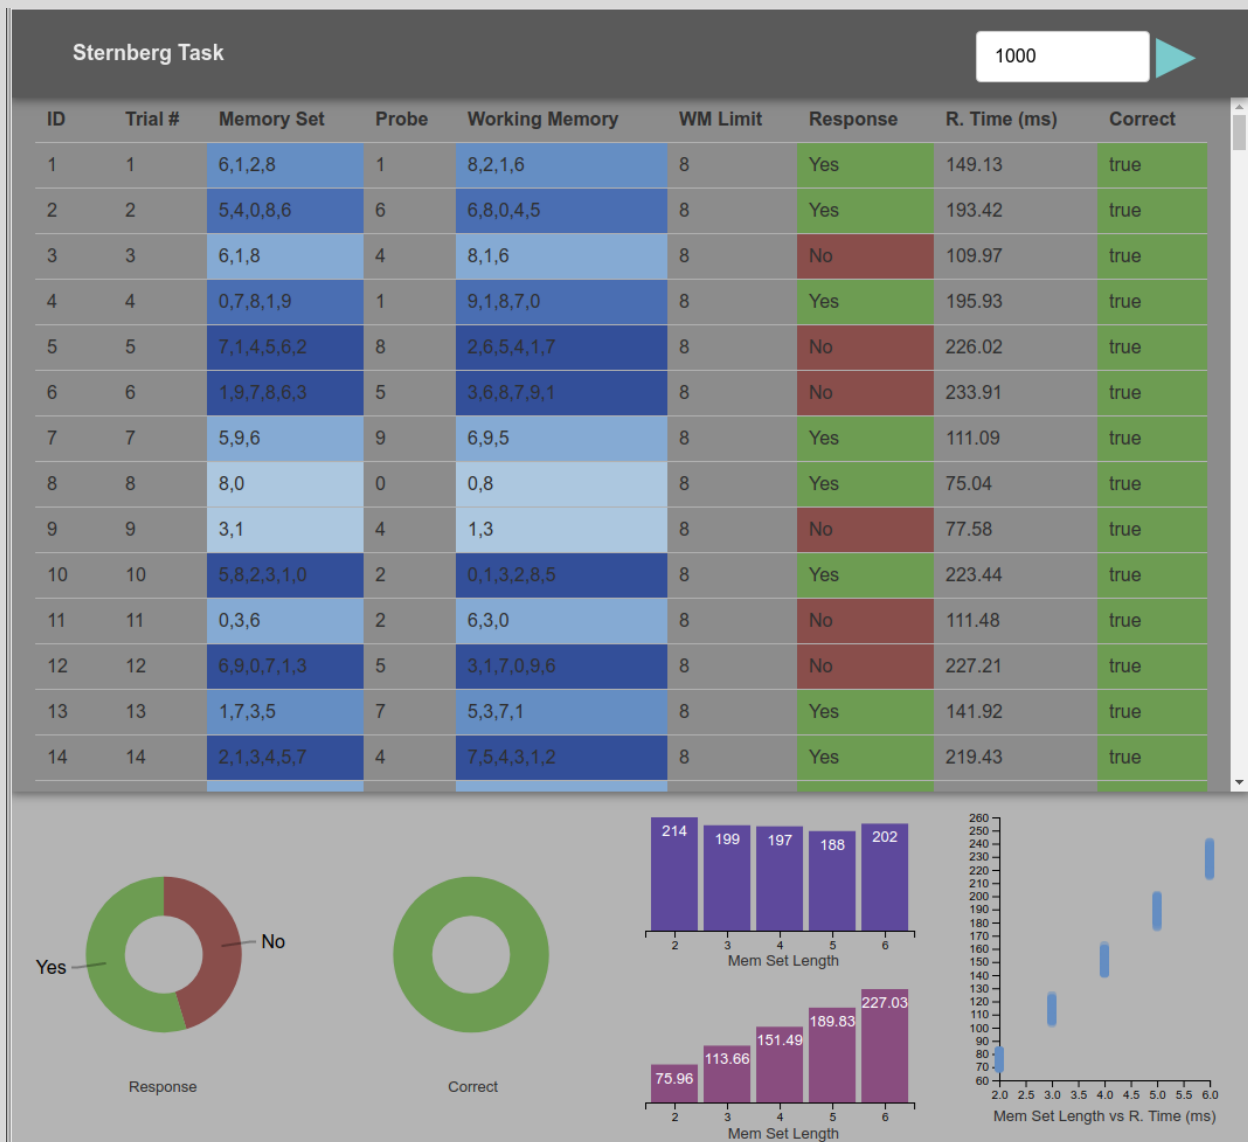 Sternberg Task
1000
ID Trial # Memory Set Probe Working Memory WM Limit Response R. Time (ms) Correct
1 1 6,1,2,8 1 8,2,1,6 8 Yes 149.13 true
2 2 5,4,0,8,6 6 6,8,0,4,5 8 Yes 193.42 true
3 3 6,1,8 4 8,1,6 8 No 109.97 true
4 4 0,7,8,1,9 1 9,1,8,7,0 8 Yes 195.93 true
5 5 7,1,4,5,6,2 8 2,6,5,4,1,7 8 No 226.02 true
6 6 1,9,7,8,6,3 5 3,6,8,7,9,1 8 No 233.91 true
7 7 5,9,6 9 6,9,5 8 Yes 111.09 true
8 8 8,0 0 0,8 8 Yes 75.04 true
9 9 3,1 4 1,3 8 No 77.58 true
10 10 5,8,2,3,1,0 2 0,1,3,2,8,5 8 Yes 223.44 true
11 11 0,3,6 2 6,3,0 8 No 111.48 true
12 12 6,9,0,7,1,3 5 3,1,7,0,9,6 8 No 227.21 true
13 13 1,7,3,5 7 5,3,7,1 8 Yes 141.92 true
14 14 2,1,3,4,5,7 4 7,5,4,3,1,2 8 Yes 219.43 true
Yes
No
Response
Correct
214 199 197 188 202
2 3 4 5 6
Mem Set Length
75.96 113.66 151.49 189.83 227.03
2 3 4 5 6
Mem Set Length
260
250
240
230
220
210
200
190
180
170
160
150
140
130
120
110
100
90
80
70
60
2.0 2.5 3.0 3.5 4.0 4.5 5.0 5.5 6.0
Mem Set Length vs R. Time (ms)